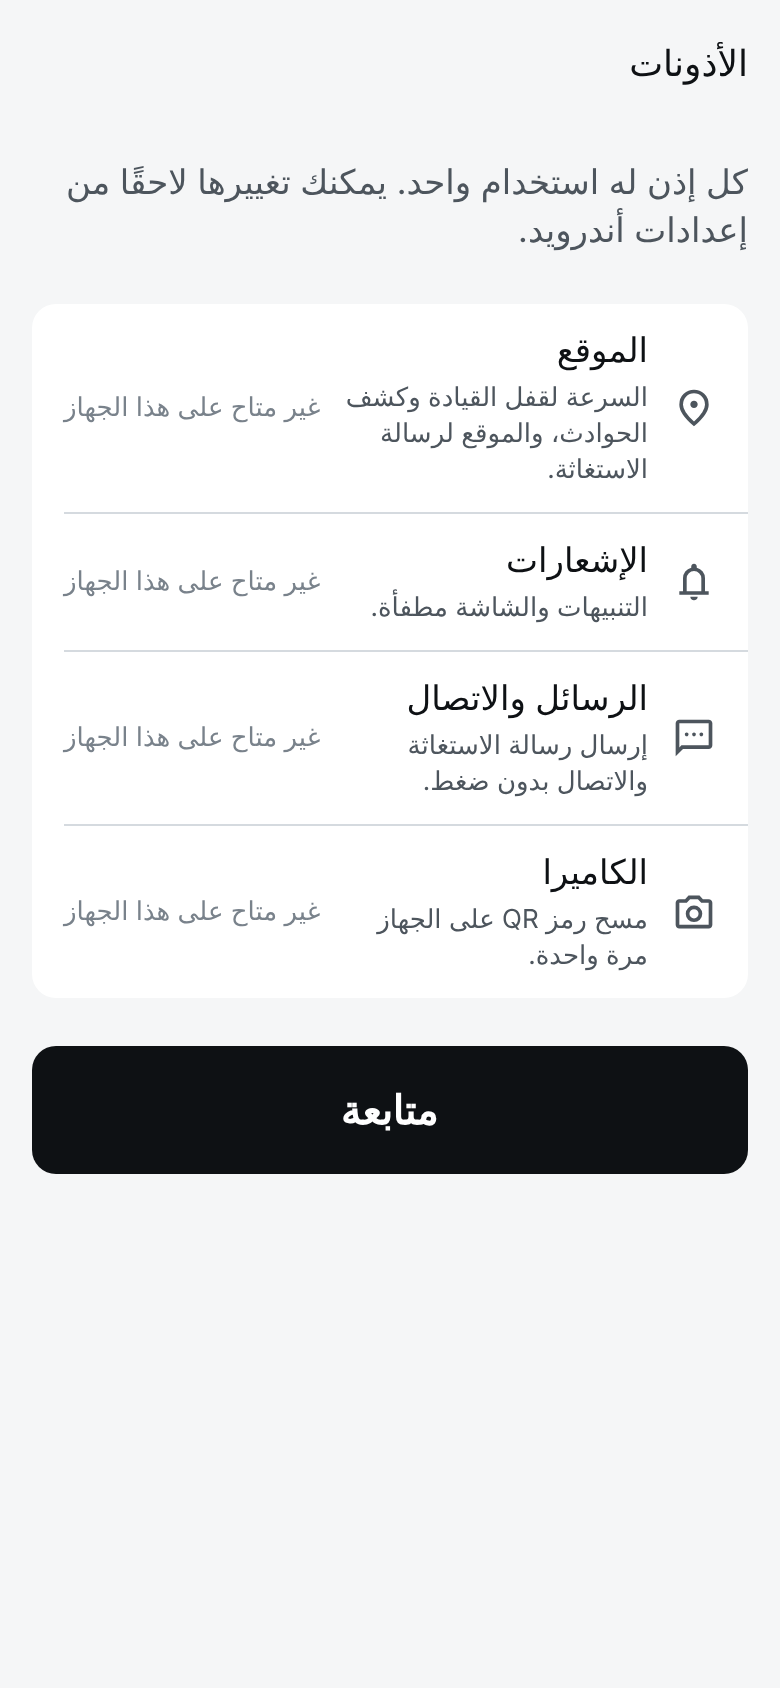 الأذونات
كل إذن له استخدام واحد. يمكنك تغييرها لاحقًا من
إعدادات أندرويد.
الموقع
السرعة لقفل القيادة وكشف
الحوادث، والموقع لرسالة
الاستغاثة.
غير متاح على هذا الجهاز
الإشعارات
التنبيهات والشاشة مطفأة.
غير متاح على هذا الجهاز
الرسائل والاتصال
إرسال رسالة الاستغاثة
والاتصال بدون ضغط.
غير متاح على هذا الجهاز
الكاميرا
مسح رمز QR على الجهاز
مرة واحدة.
غير متاح على هذا الجهاز
متابعة